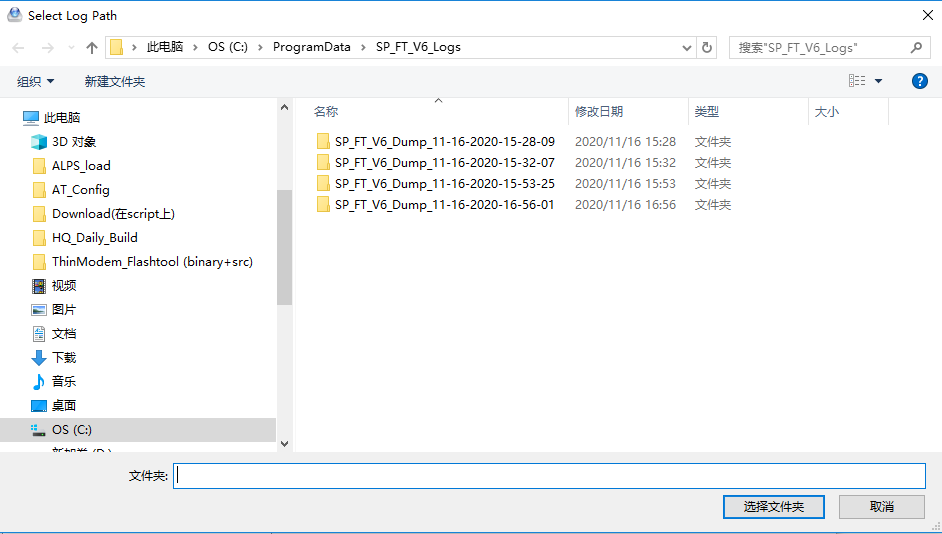 Select Log Path
此电脑 OS (C:) ProgramData SP_FT_V6_Logs
搜索"SP_FT_V6_Logs"
组织 新建文件夹
此电脑
3D 对象
ALPS_load
AT_Config
Download(在script上)
HQ_Daily_Build
ThinModem_Flashtool (binary+src)
视频
图片
文档
下载
音乐
桌面
OS (C:)
名称 修改日期 类型 大小
SP_FT_V6_Dump_11-16-2020-15-28-09 2020/11/16 15:28 文件夹
SP_FT_V6_Dump_11-16-2020-15-32-07 2020/11/16 15:32 文件夹
SP_FT_V6_Dump_11-16-2020-15-53-25 2020/11/16 15:53 文件夹
SP_FT_V6_Dump_11-16-2020-16-56-01 2020/11/16 16:56 文件夹
文件夹:
选择文件夹 取消